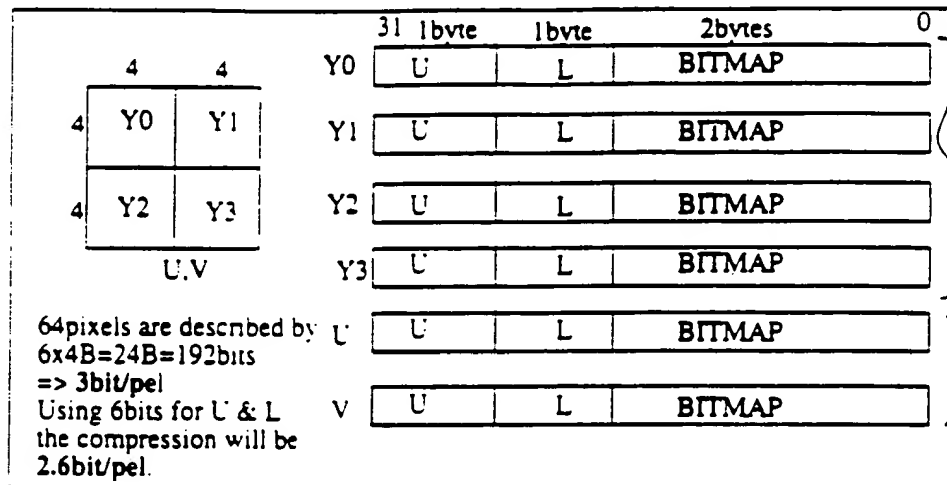 31 1byte 1byte 2bytes 0
Y0 U L BITMAP
4 4
4 Y0 Y1
Y1 U L BITMAP
4 Y2 Y3
Y2 U L BITMAP
U,V
Y3 U L BITMAP
64pixels are described by
6x4B=24B=192bits
=> 3bit/pel
Using 6bits for U & L
the compression will be
2.6bit/pel.
U U L BITMAP
V U L BITMAP